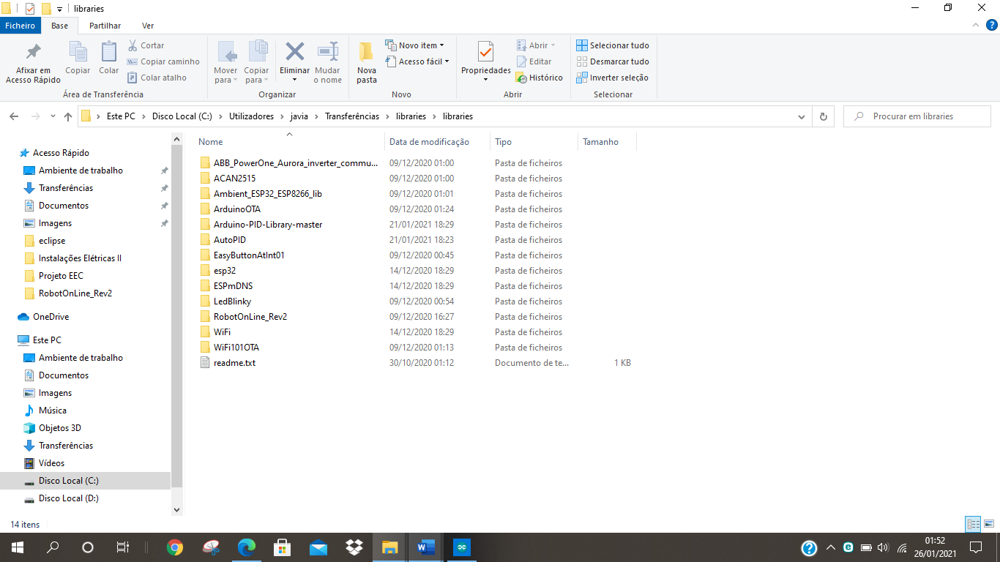 libraries
Ficheiro Base Partilhar Ver
Afixar em Acesso Rápido
Copiar
Colar
Cortar
Copiar caminho
Colar atalho
Área de Transferência
Mover para
Copiar para
Eliminar
Mudar o nome
Organizar
Nova pasta
Novo item
Acesso fácil
Novo
Propriedades
Abrir
Editar
Histórico
Abrir
Selecionar tudo
Desmarcar tudo
Inverter seleção
Selecionar
Este PC > Disco Local (C:) > Utilizadores > javia > Transferências > libraries > libraries
Procurar em libraries
Acesso Rápido
Ambiente de trabalho
Transferências
Documentos
Imagens
eclipse
Instalações Elétricas II
Projeto EEC
RobotOnLine_Rev2
OneDrive
Este PC
Ambiente de trabalho
Documentos
Imagens
Música
Objetos 3D
Transferências
Vídeos
Disco Local (C:)
Disco Local (D:)
Nome Data de modificação Tipo Tamanho
ABB_PowerOne_Aurora_inverter_commu... 09/12/2020 01:00 Pasta de ficheiros
ACAN2515 09/12/2020 01:00 Pasta de ficheiros
Ambient_ESP32_ESP8266_lib 09/12/2020 01:01 Pasta de ficheiros
ArduinoOTA 09/12/2020 01:24 Pasta de ficheiros
Arduino-PID-Library-master 21/01/2021 18:29 Pasta de ficheiros
AutoPID 21/01/2021 18:23 Pasta de ficheiros
EasyButtonAtInt01 09/12/2020 00:45 Pasta de ficheiros
esp32 14/12/2020 18:29 Pasta de ficheiros
ESPmDNS 14/12/2020 18:29 Pasta de ficheiros
LedBlinky 09/12/2020 00:54 Pasta de ficheiros
RobotOnLine_Rev2 09/12/2020 16:27 Pasta de ficheiros
WiFi 14/12/2020 18:29 Pasta de ficheiros
WiFi101OTA 09/12/2020 01:13 Pasta de ficheiros
readme.txt 30/10/2020 01:12 Documento de te... 1 KB
14 itens
01:52
26/01/2021